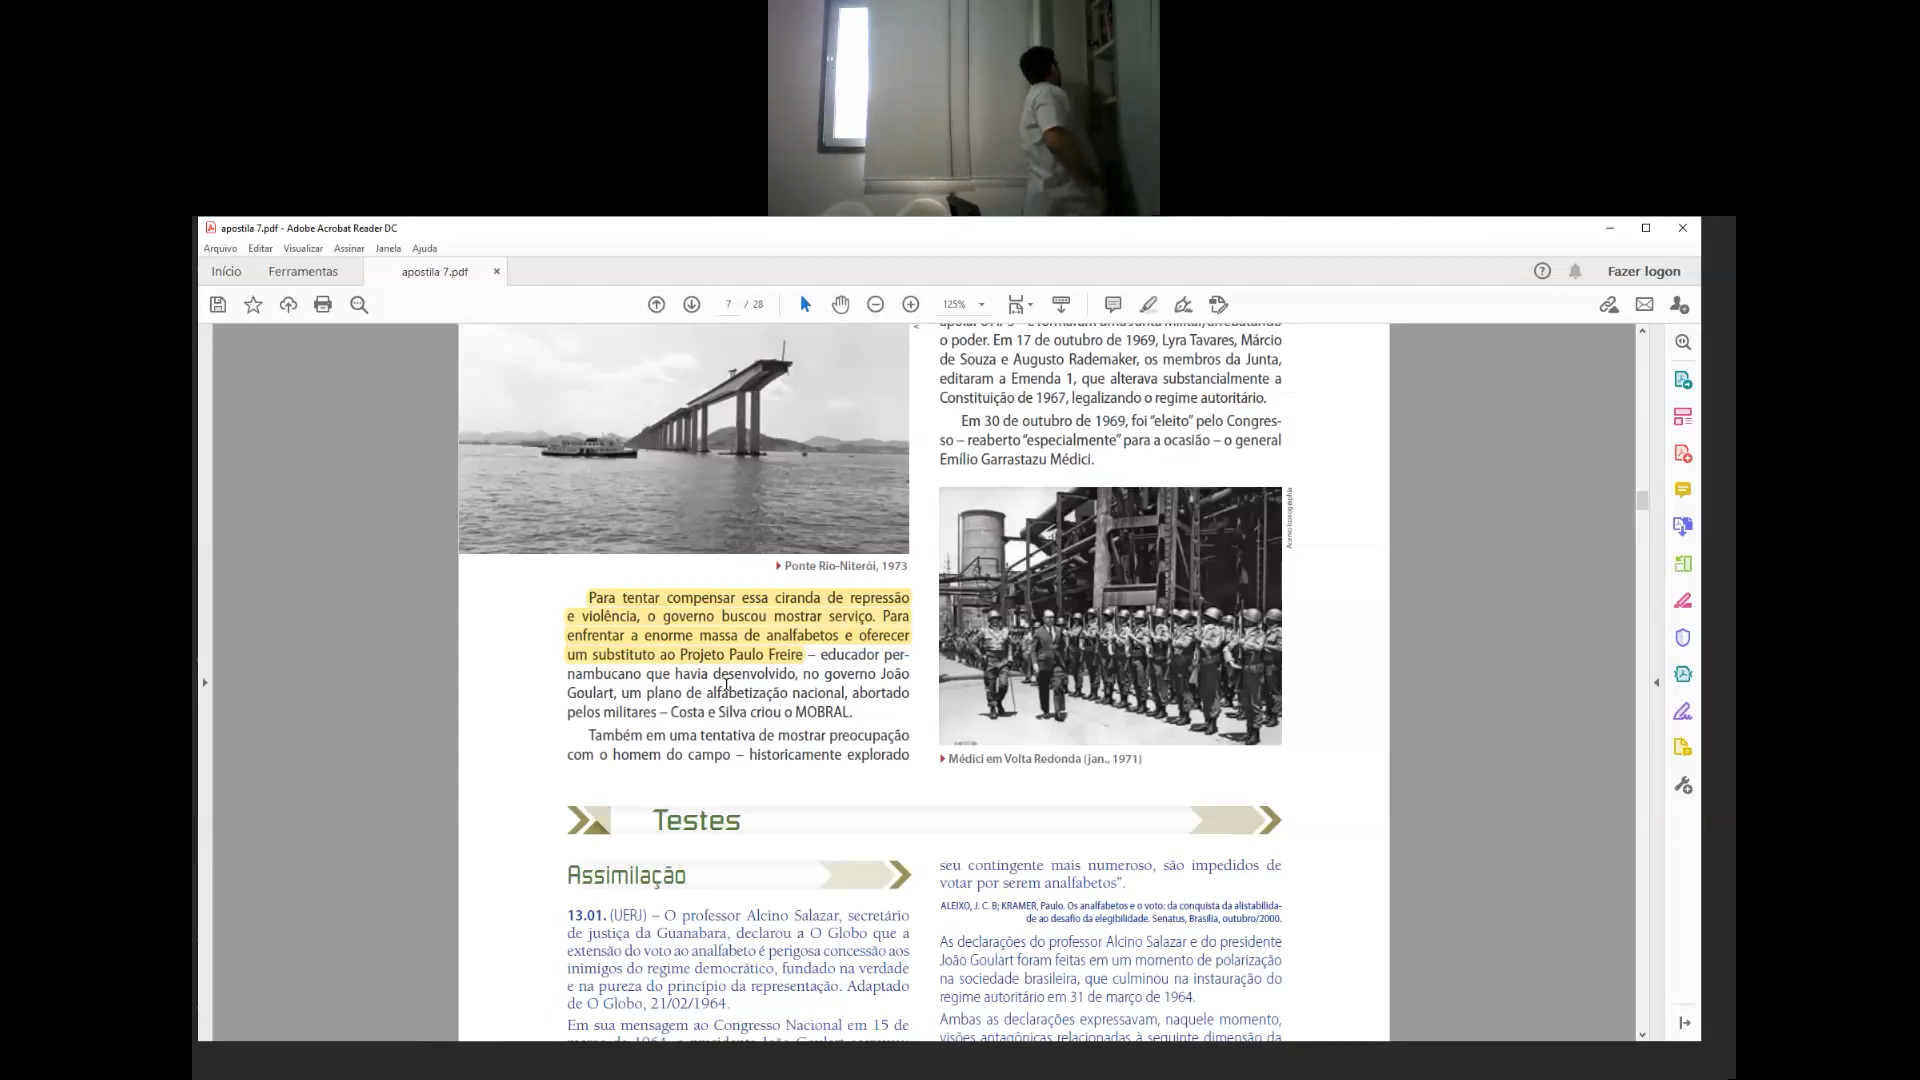 apostila 7.pdf - Adobe Acrobat Reader DC
Arquivo Editar Visualizar Assinar Janela Ajuda
Início Ferramentas apostila 7.pdf × Fazer logon
7 / 28 125%
Ponte Rio-Niterói, 1973
Para tentar compensar essa ciranda de repressão
e violência, o governo buscou mostrar serviço. Para
enfrentar a enorme massa de analfabetos e oferecer
um substituto ao Projeto Paulo Freire – educador per-
nambucano que havia desenvolvido, no governo João
Goulart, um plano de alfabetização nacional, abortado
pelos militares – Costa e Silva criou o MOBRAL.
Também em uma tentativa de mostrar preocupação
com o homem do campo – historicamente explorado
o poder. Em 17 de outubro de 1969, Lyra Tavares, Márcio
de Souza e Augusto Rademaker, os membros da Junta,
editaram a Emenda 1, que alterava substancialmente a
Constituição de 1967, legalizando o regime autoritário.
Em 30 de outubro de 1969, foi “eleito” pelo Congres-
so – reaberto “especialmente” para a ocasião – o general
Emílio Garrastazu Médici.
Acervo Iconographia
Médici em Volta Redonda (jan., 1971)
Testes
Assimilação
13.01. (UERJ) – O professor Alcino Salazar, secretário
de justiça da Guanabara, declarou a O Globo que a
extensão do voto ao analfabeto é perigosa concessão aos
inimigos do regime democrático, fundado na verdade
e na pureza do princípio da representação. Adaptado
de O Globo, 21/02/1964.
Em sua mensagem ao Congresso Nacional em 15 de
seu contingente mais numeroso, são impedidos de
votar por serem analfabetos”.
ALEIXO, J. C. B; KRAMER, Paulo. Os analfabetos e o voto: da conquista da alistabilida-
de ao desafio da elegibilidade. Senatus, Brasília, outubro/2000.
As declarações do professor Alcino Salazar e do presidente
João Goulart foram feitas em um momento de polarização
na sociedade brasileira, que culminou na instauração do
regime autoritário em 31 de março de 1964.
Ambas as declarações expressavam, naquele momento,
visões antagônicas relacionadas à seguinte dimensão da